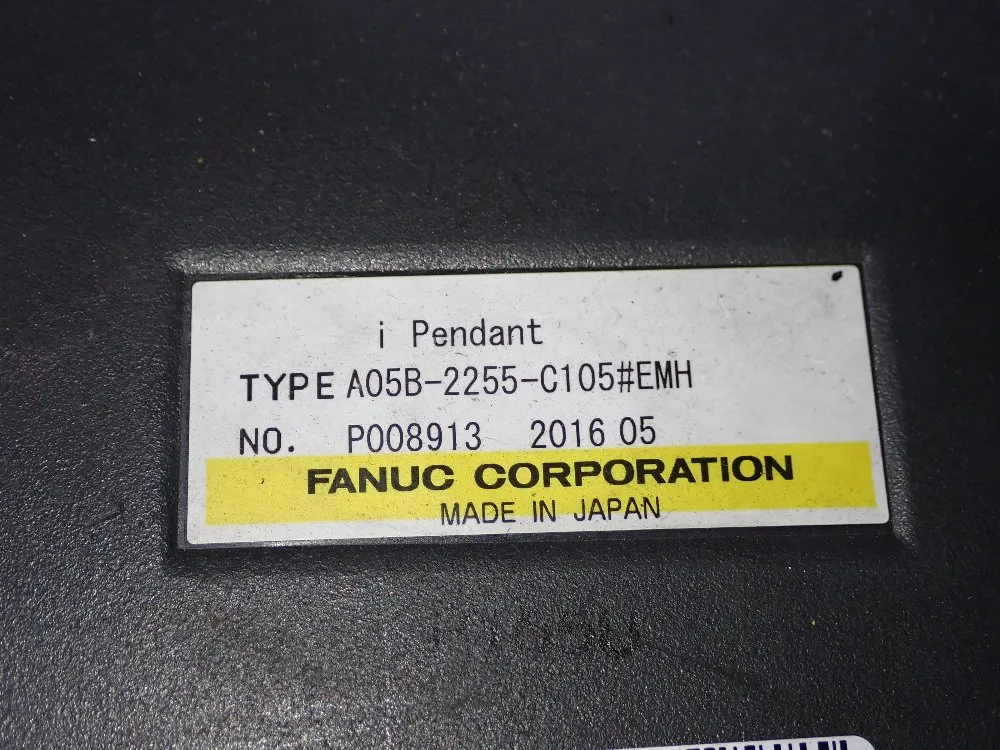 i Pendant
TYPE A05B-2255-C105#EMH
NO. P008913 2016 05
FANUC CORPORATION
MADE IN JAPAN